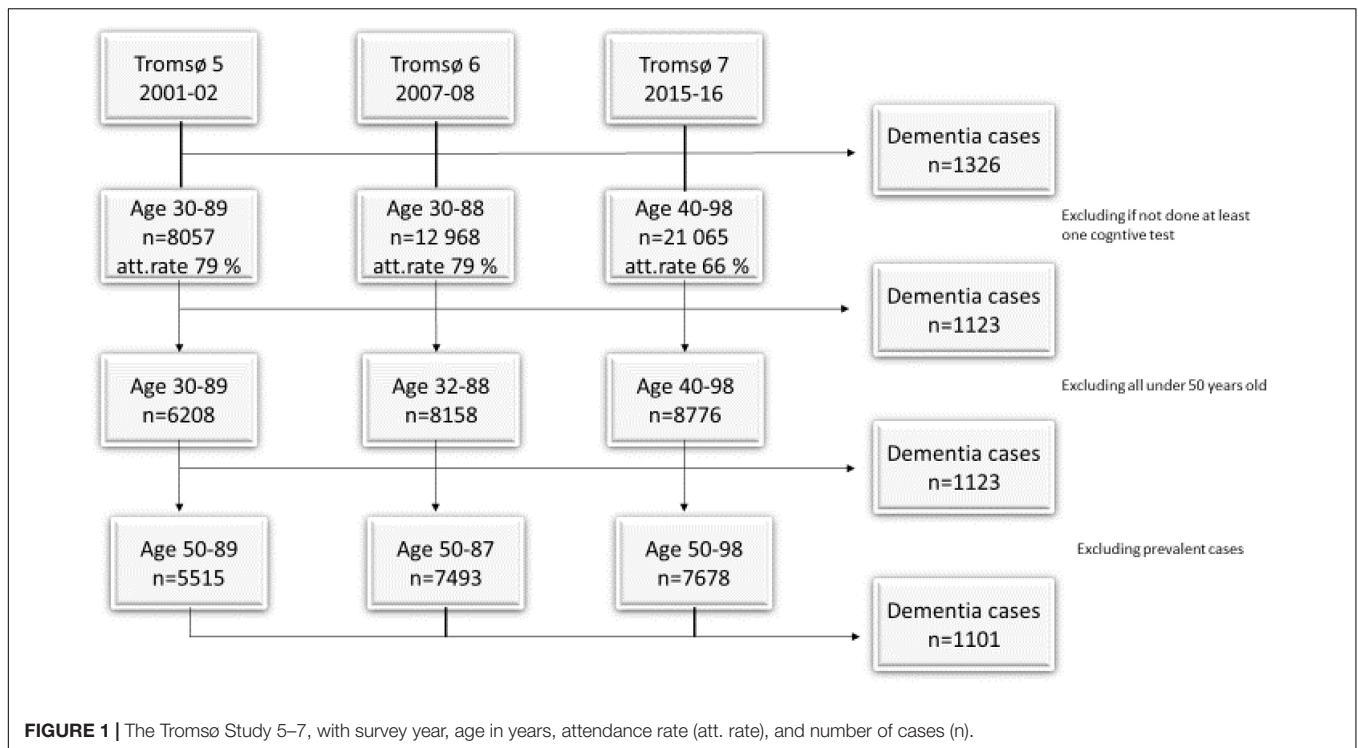 Tromsø 5
2001-02
Tromsø 6
2007-08
Tromsø 7
2015-16
Dementia cases
n=1326
Age 30-89
n=8057
att.rate 79 %
Age 30-88
n=12 968
att.rate 79 %
Age 40-98
n=21 065
att.rate 66 %
Excluding if not done at least
one cogntive test
Dementia cases
n=1123
Age 30-89
n=6208
Age 32-88
n=8158
Age 40-98
n=8776
Excluding all under 50 years old
Dementia cases
n=1123
Age 50-89
n=5515
Age 50-87
n=7493
Age 50-98
n=7678
Excluding prevalent cases
Dementia cases
n=1101
FIGURE 1 | The Tromsø Study 5–7, with survey year, age in years, attendance rate (att. rate), and number of cases (n).